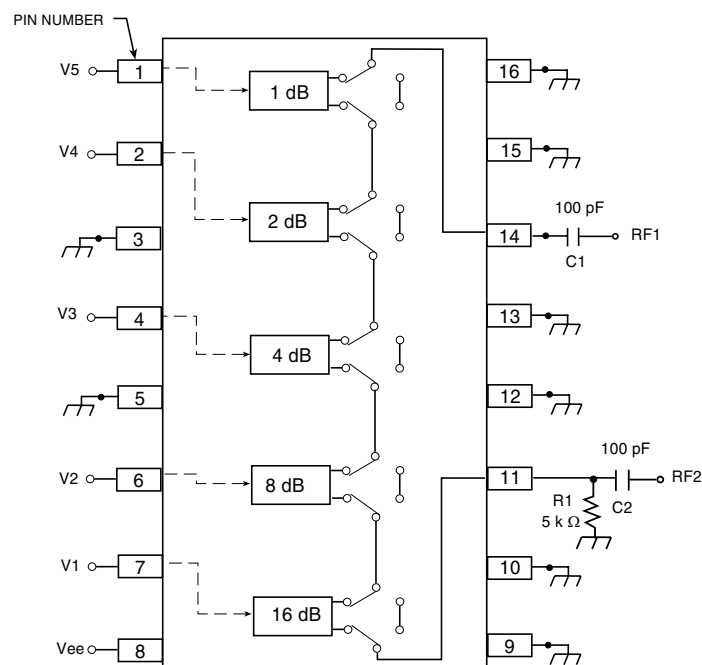 PIN NUMBER
V5 1 1 dB 16
V4 2 2 dB 15
3 14 100 pF RF1
C1
V3 4 4 dB 13
5 12
V2 6 8 dB 11 100 pF RF2
R1 C2
5 k Ω
V1 7 16 dB 10
Vee 8 9